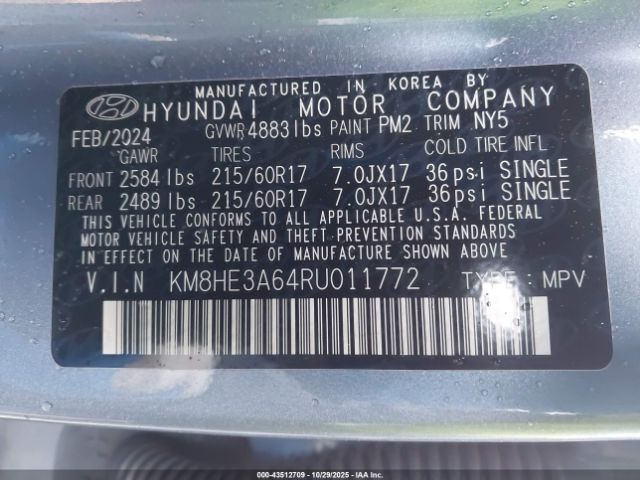 MANUFACTURED IN KOREA BY
HYUNDAI MOTOR COMPANY
FEB/2024 GVWR 4883 lbs PAINT PM2 TRIM NY5
GAWR TIRES RIMS COLD TIRE INFL
FRONT 2584 lbs 215/60R17 7.0JX17 36 psi SINGLE
REAR 2489 lbs 215/60R17 7.0JX17 36 psi SINGLE
THIS VEHICLE CONFORMS TO ALL APPLICABLE U.S.A. FEDERAL
MOTOR VEHICLE SAFETY AND THEFT PREVENTION STANDARDS
IN EFFECT ON THE DATE OF MANUFACTURE SHOWN ABOVE.
V.I.N KM8HE3A64RU011772 TYPE : MPV
000-43512709 10/29/2025 IAAI.COM